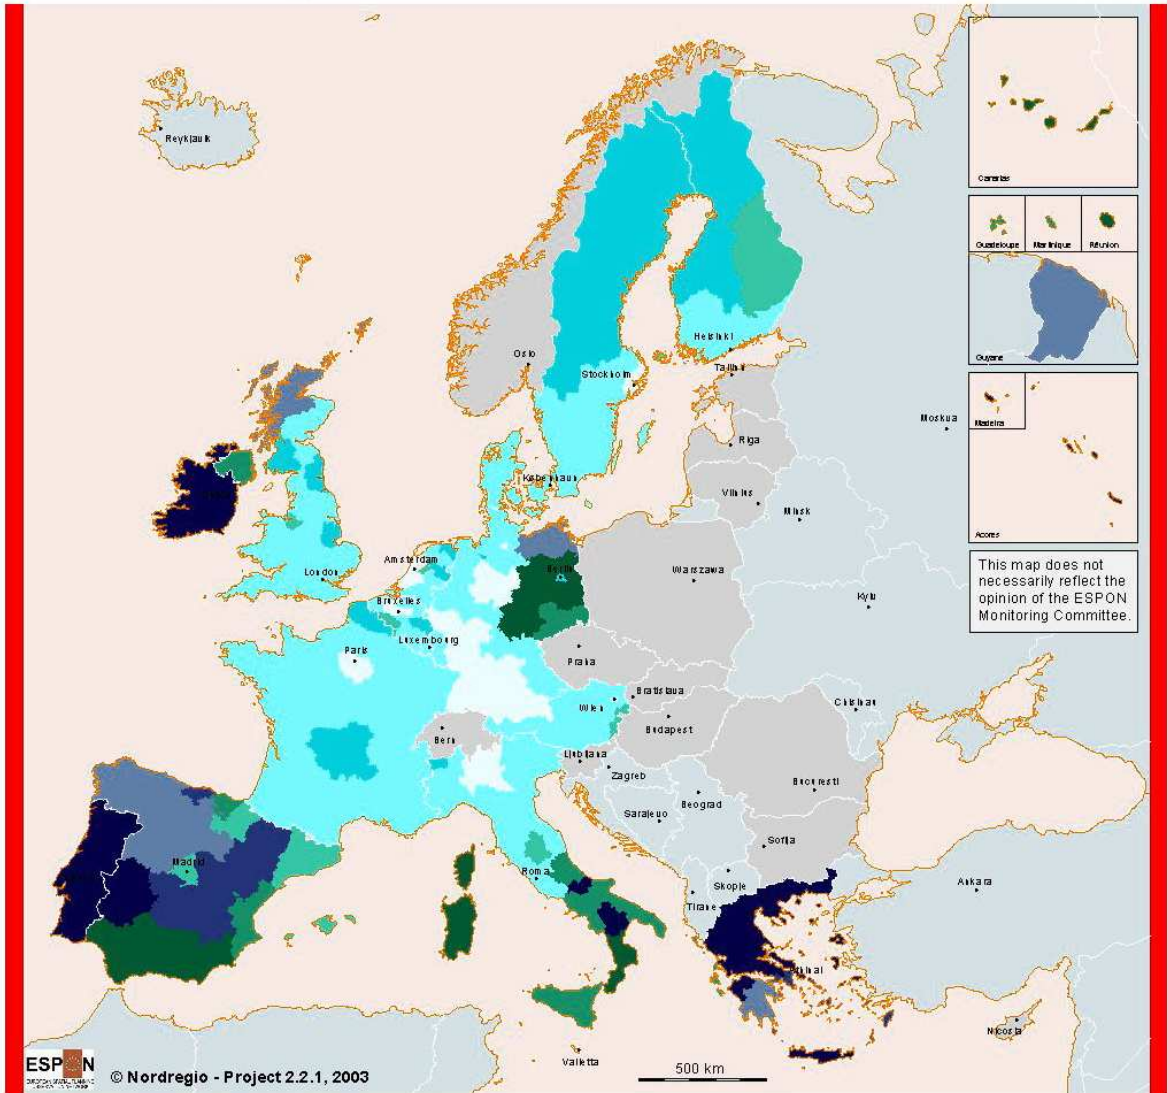 Reykjavik
Canarias
Guadeloupe
Martinique
Réunion
Guyane
Madeira
Acores
This map does not
necessarily reflect the
opinion of the ESPON
Monitoring Committee.
Oslo
Helsinki
Stockholm
Tallinn
Moskva
Riga
København
Vilnius
Minsk
Amsterdam
London
Berlin
Warszawa
Bruxelles
Kyiv
Luxembourg
Paris
Praha
Bratislava
Wien
Chisinau
Budapest
Bern
Ljubljana
Zagreb
Bucuresti
Beograd
Sarajevo
Sofija
Madrid
Roma
Skopje
Ankara
Tirane
Athinai
Nicosia
Valletta
500 km
ESPON
© Nordregio - Project 2.2.1, 2003